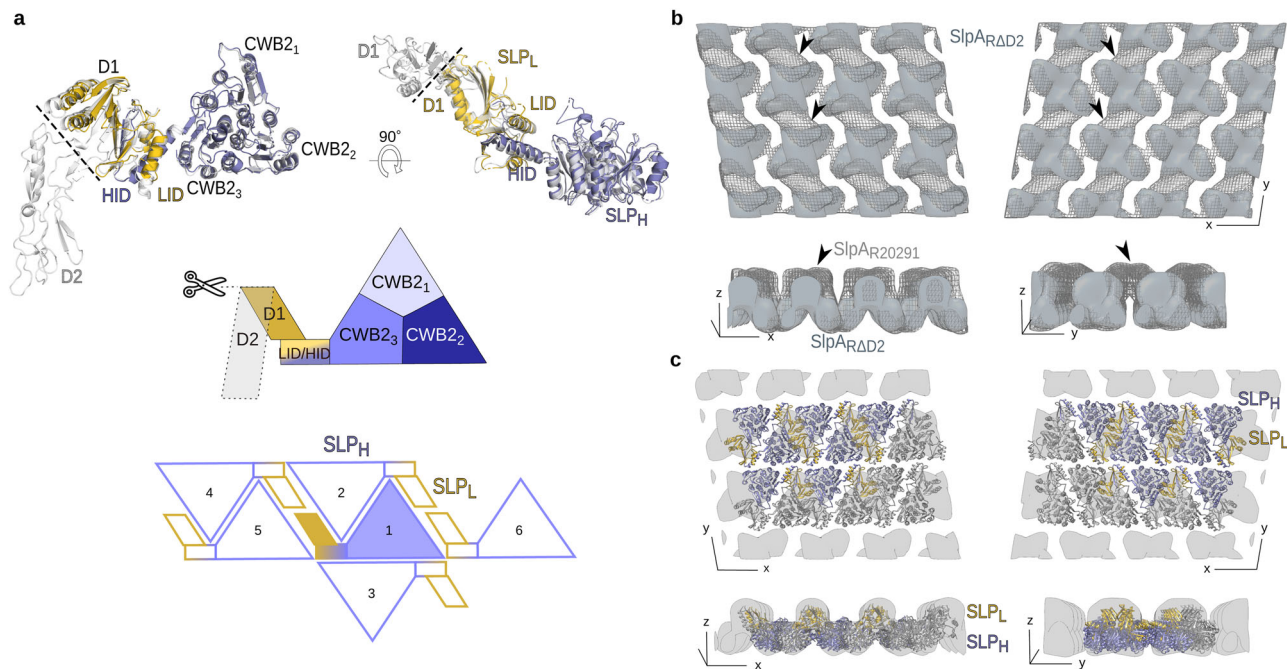 a
CWB2₁
D1
CWB2₂
CWB2₃
HID
LID
D2
D1
SLP_L
D1
LID
90°
HID
SLP_H
CWB2₁
D1
D2
LID/HID
CWB2₃
CWB2₂
SLP_H
SLP_L
4
2
5
1
6
3
b
SlpA_RΔD2
x
y
SlpA_R20291
z
x
z
y
SlpA_RΔD2
c
SLP_H
SLP_L
y
x
y
x
SLP_L
SLP_H
z
x
z
y